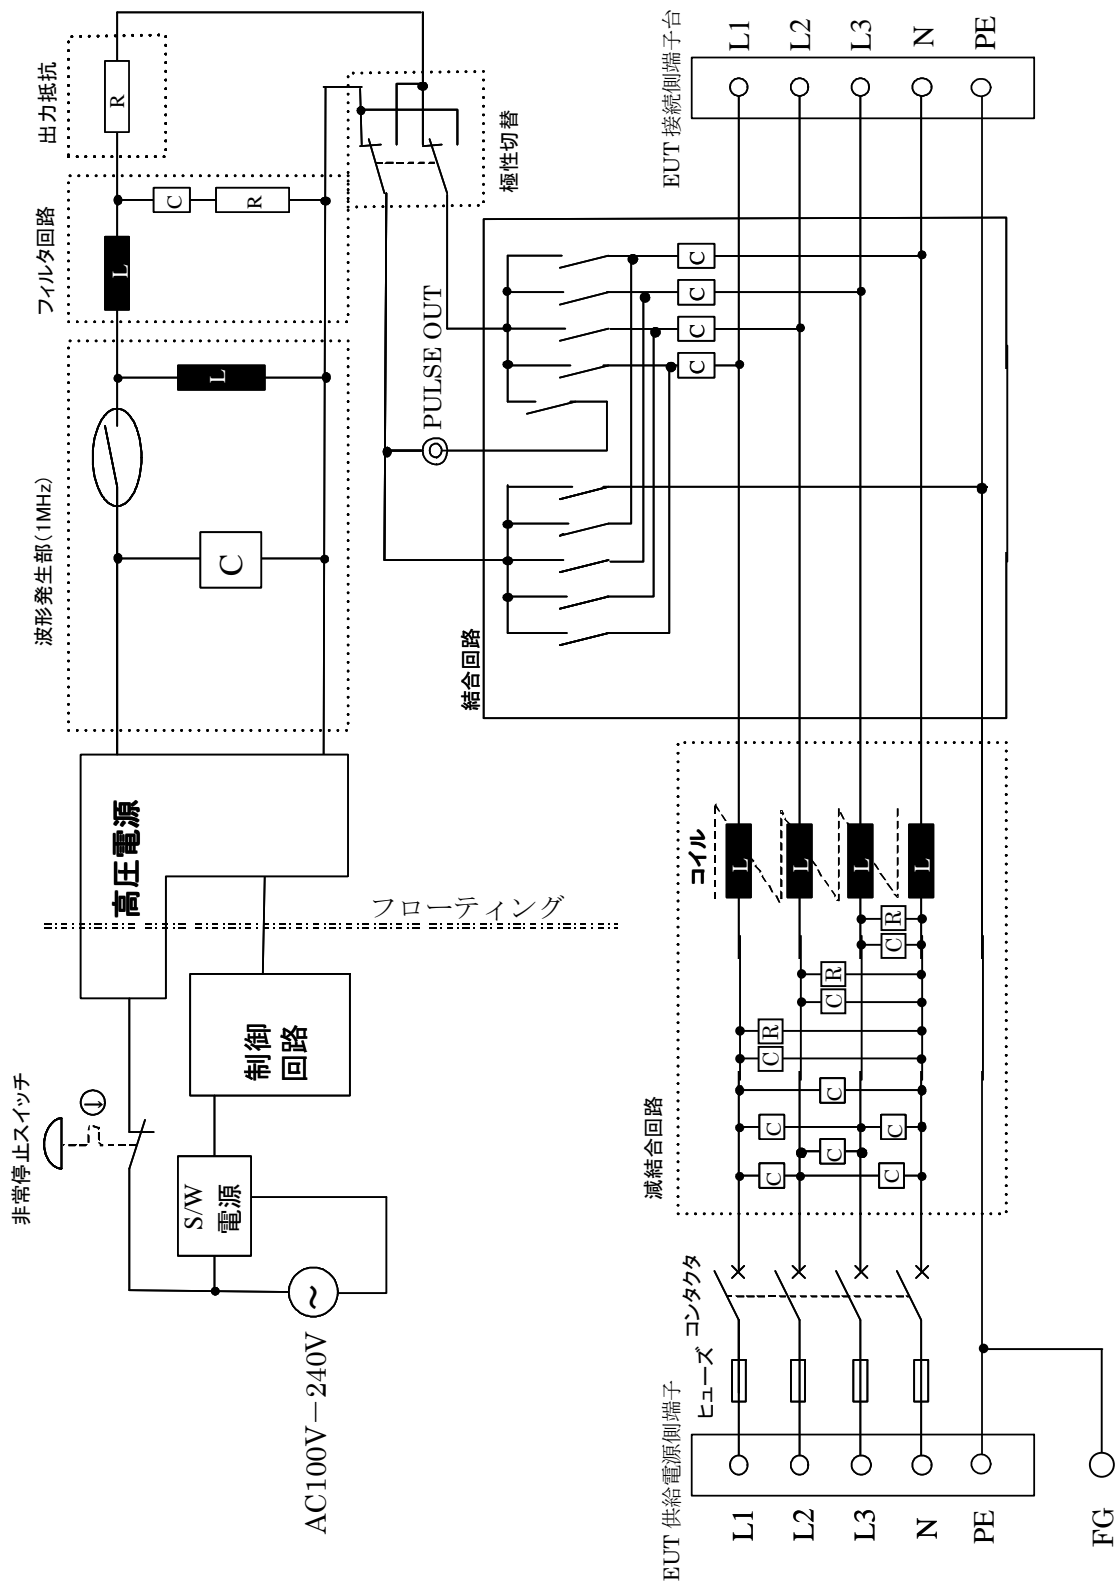 非常停止スイッチ
↓
AC100V－240V
～
S/W
電源
制御
回路
高圧電源
フローティング
波形発生部(1MHz)
C
L
フィルタ回路
L
C
R
出力抵抗
R
極性切替
PULSE OUT
結合回路
C
C
C
C
EUT 供給電源側端子
L1
L2
L3
N
PE
FG
ヒューズ
コンタクタ
減結合回路
C
C
C
C
C
C
C
R
C
R
C
R
コイル
L
L
L
L
EUT 接続側端子台
L1
L2
L3
N
PE